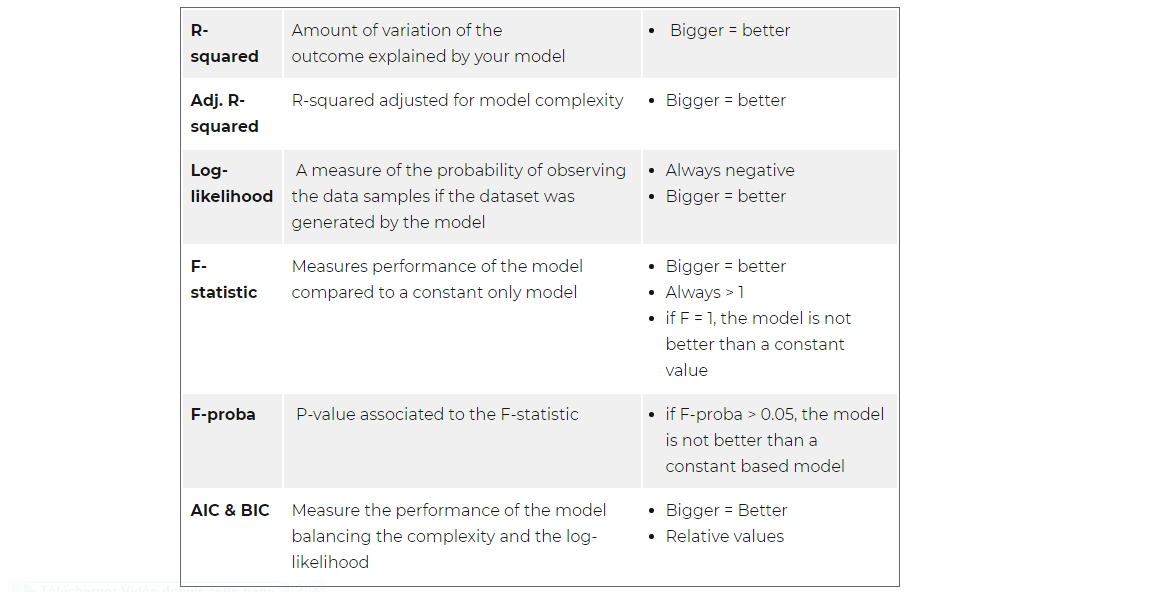 R-
squared
Amount of variation of the
outcome explained by your model
• Bigger = better
Adj. R-
squared
R-squared adjusted for model complexity
• Bigger = better
Log-
likelihood
A measure of the probability of observing
the data samples if the dataset was
generated by the model
• Always negative
• Bigger = better
F-
statistic
Measures performance of the model
compared to a constant only model
• Bigger = better
• Always > 1
• if F = 1, the model is not
better than a constant
value
F-proba
P-value associated to the F-statistic
• if F-proba > 0.05, the model
is not better than a
constant based model
AIC & BIC
Measure the performance of the model
balancing the complexity and the log-
likelihood
• Bigger = Better
• Relative values